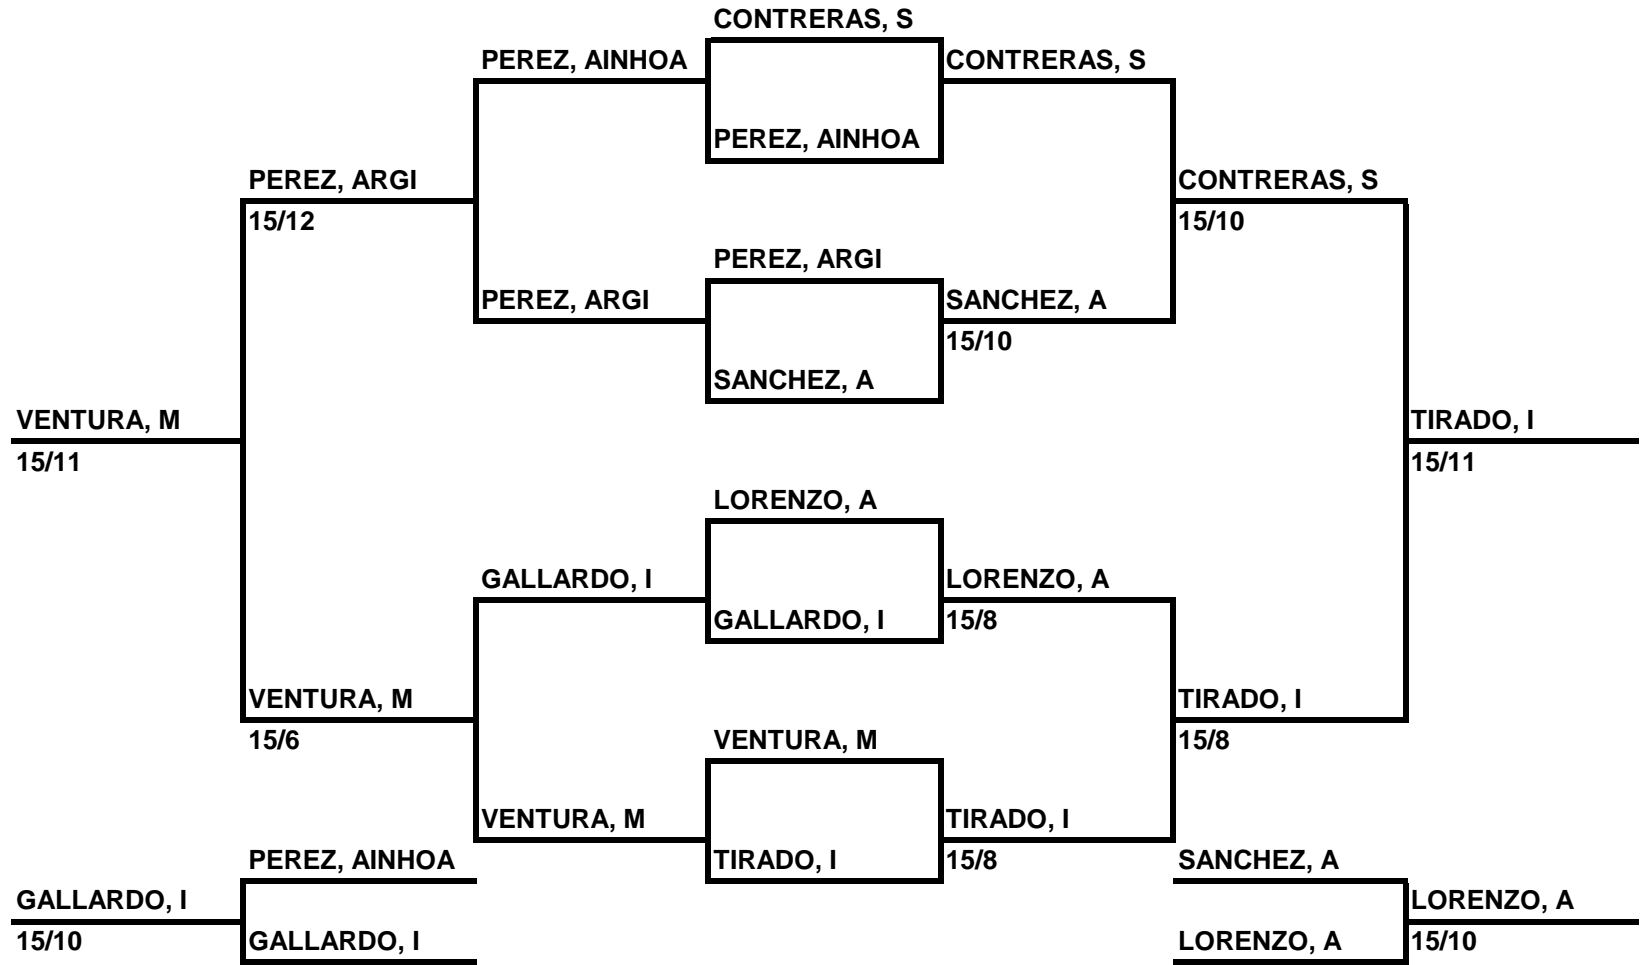 CONTRERAS, S
PEREZ, AINHOA
CONTRERAS, S
PEREZ, AINHOA
PEREZ, ARGI
CONTRERAS, S
15/12
15/10
PEREZ, ARGI
PEREZ, ARGI
SANCHEZ, A
15/10
SANCHEZ, A
VENTURA, M
TIRADO, I
15/11
15/11
LORENZO, A
GALLARDO, I
LORENZO, A
GALLARDO, I
15/8
VENTURA, M
TIRADO, I
15/6
15/8
VENTURA, M
VENTURA, M
TIRADO, I
PEREZ, AINHOA
TIRADO, I
15/8
SANCHEZ, A
GALLARDO, I
LORENZO, A
15/10
GALLARDO, I
LORENZO, A
15/10